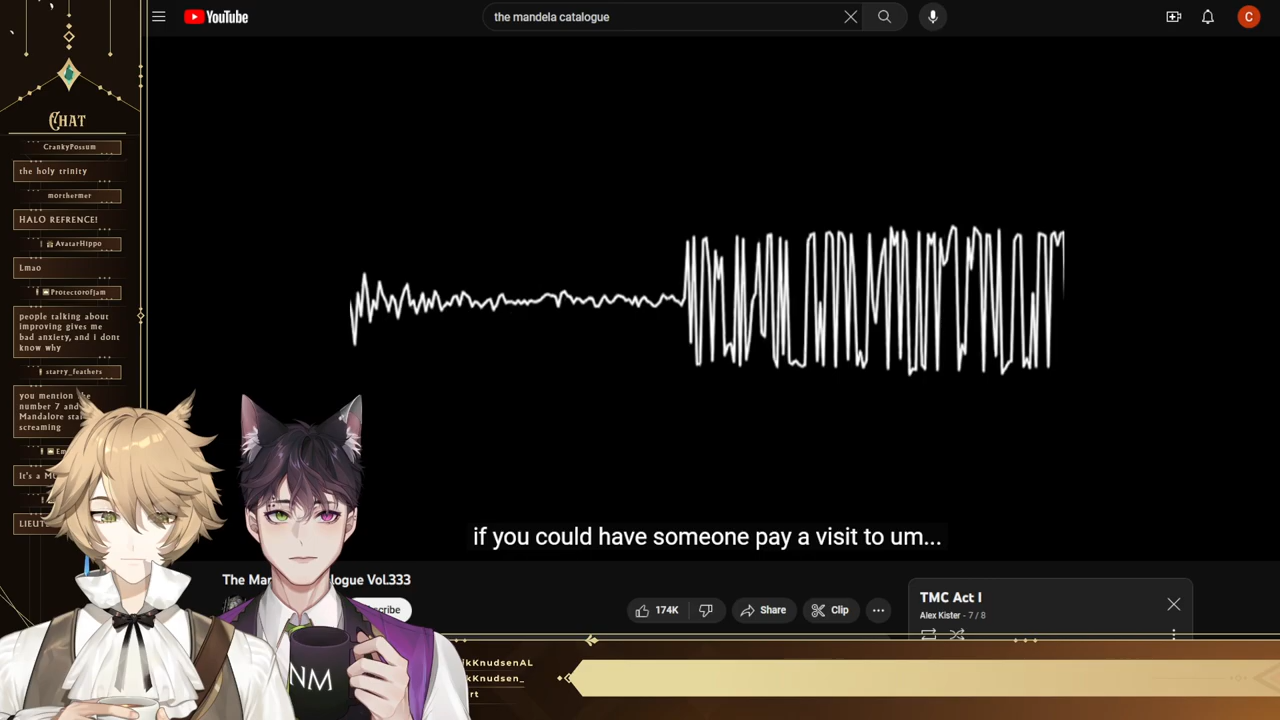 YouTube
the mandela catalogue
C
CHAT
CrankyPossum
the holy trinity
morthermer
HALO REFRENCE!
AvatarHippo
Lmao
ProtectorofJam
people talking about
improving gives me
bad anxiety, and I dont
know why
starry_feathers
you mention
number 7 and
Mandalore
screaming
It's a
if you could have someone pay a visit to um...
The Vol.333
174K
Share
Clip
TMC Act I
Alex Kister - 7 / 8
NM